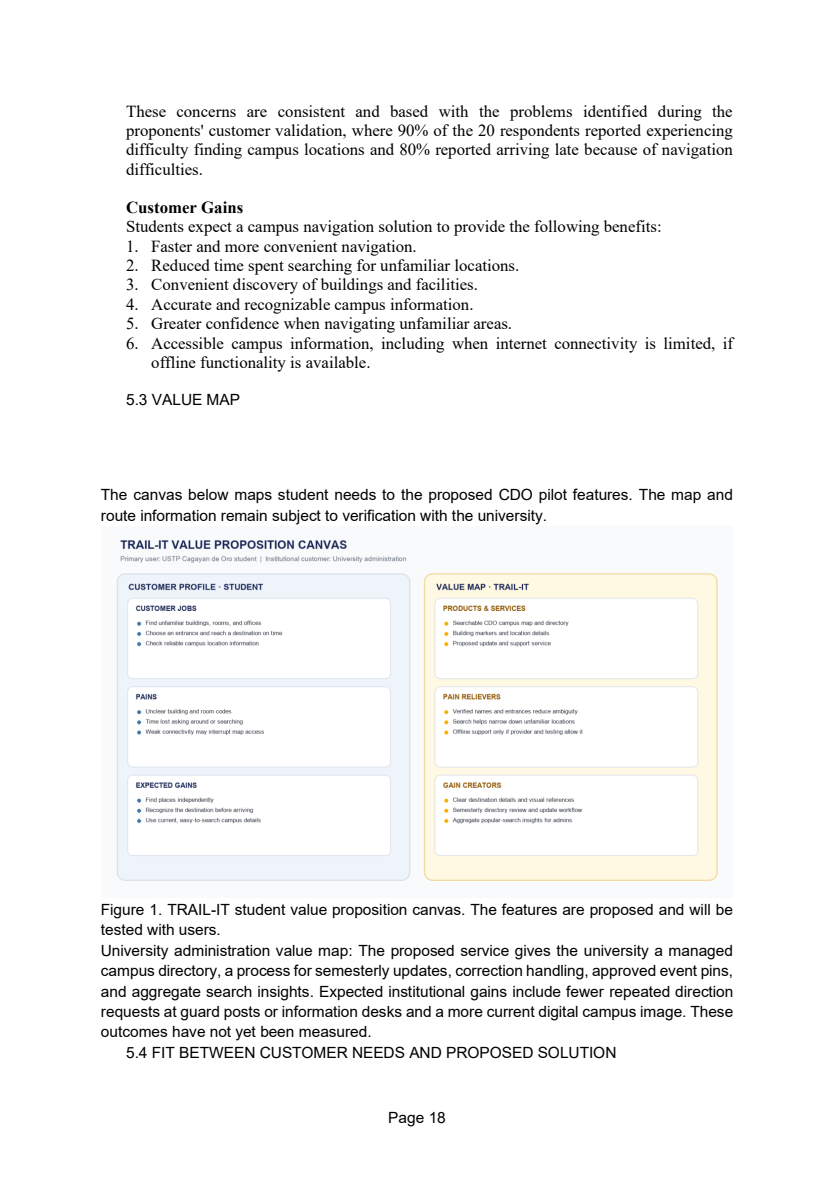 These concerns are consistent and based with the problems identified during the
proponents' customer validation, where 90% of the 20 respondents reported experiencing
difficulty finding campus locations and 80% reported arriving late because of navigation
difficulties.
Customer Gains
Students expect a campus navigation solution to provide the following benefits:
1. Faster and more convenient navigation.
2. Reduced time spent searching for unfamiliar locations.
3. Convenient discovery of buildings and facilities.
4. Accurate and recognizable campus information.
5. Greater confidence when navigating unfamiliar areas.
6. Accessible campus information, including when internet connectivity is limited, if
offline functionality is available.
5.3 VALUE MAP
The canvas below maps student needs to the proposed CDO pilot features. The map and
route information remain subject to verification with the university.
TRAIL-IT VALUE PROPOSITION CANVAS
Primary user: USTP Cagayan de Oro student | Institutional customer: University administration
CUSTOMER PROFILE · STUDENT
CUSTOMER JOBS
Find unfamiliar buildings, rooms, and offices
Choose an entrance and reach a destination on time
Check reliable campus location information
PAINS
Unclear building and room codes
Time lost asking around or searching
Weak connectivity may interrupt map access
EXPECTED GAINS
Find places independently
Recognize the destination before arriving
Use current, easy-to-search campus details
VALUE MAP · TRAIL-IT
PRODUCTS & SERVICES
Searchable CDO campus map and directory
Building markers and location details
Proposed update and support service
PAIN RELIEVERS
Verified names and entrances reduce ambiguity
Search helps narrow down unfamiliar locations
Offline support only if provider and testing allow it
GAIN CREATORS
Clear destination details and visual references
Semesterly directory review and update workflow
Aggregate popular-search insights for admins
Figure 1. TRAIL-IT student value proposition canvas. The features are proposed and will be
tested with users.
University administration value map: The proposed service gives the university a managed
campus directory, a process for semesterly updates, correction handling, approved event pins,
and aggregate search insights. Expected institutional gains include fewer repeated direction
requests at guard posts or information desks and a more current digital campus image. These
outcomes have not yet been measured.
5.4 FIT BETWEEN CUSTOMER NEEDS AND PROPOSED SOLUTION
Page 18